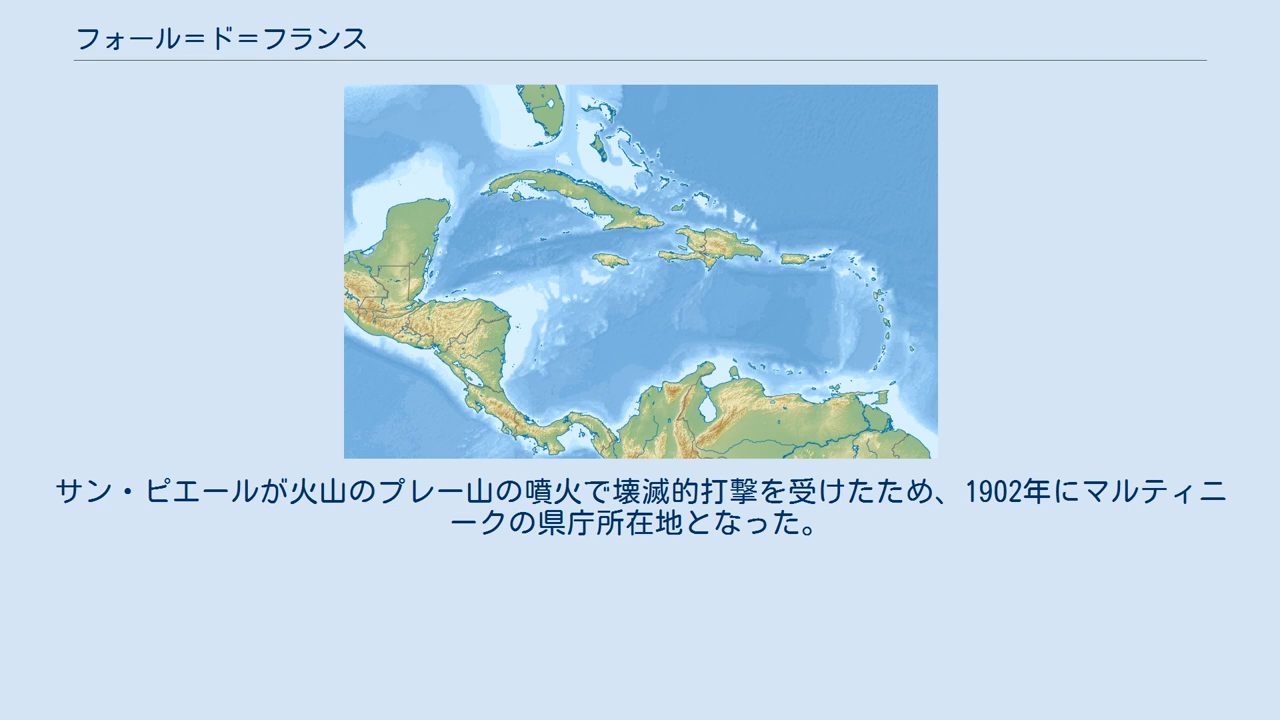 フォール＝ド＝フランス
サン・ピエールが火山のプレー山の噴火で壊滅的打撃を受けたため、1902年にマルティニ
ークの県庁所在地となった。